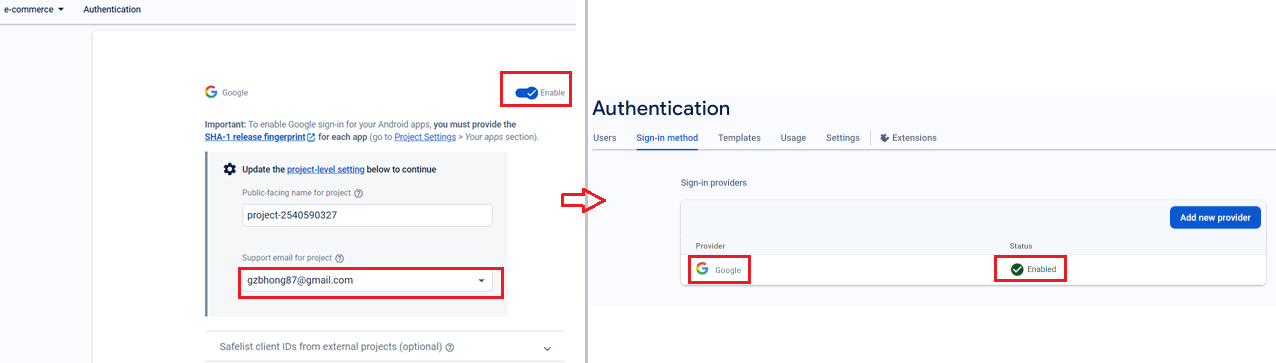 e-commerce
Authentication
Google
Enable
Important: To enable Google sign-in for your Android apps, you must provide the
SHA-1 release fingerprint for each app (go to Project Settings > Your apps section).
Update the project-level setting below to continue
Public-facing name for project
project-2540590327
Support email for project
gzbhong87@gmail.com
Safelist client IDs from external projects (optional)
Authentication
Users Sign-in method Templates Usage Settings Extensions
Sign-in providers
Add new provider
Provider Status
Google Enabled